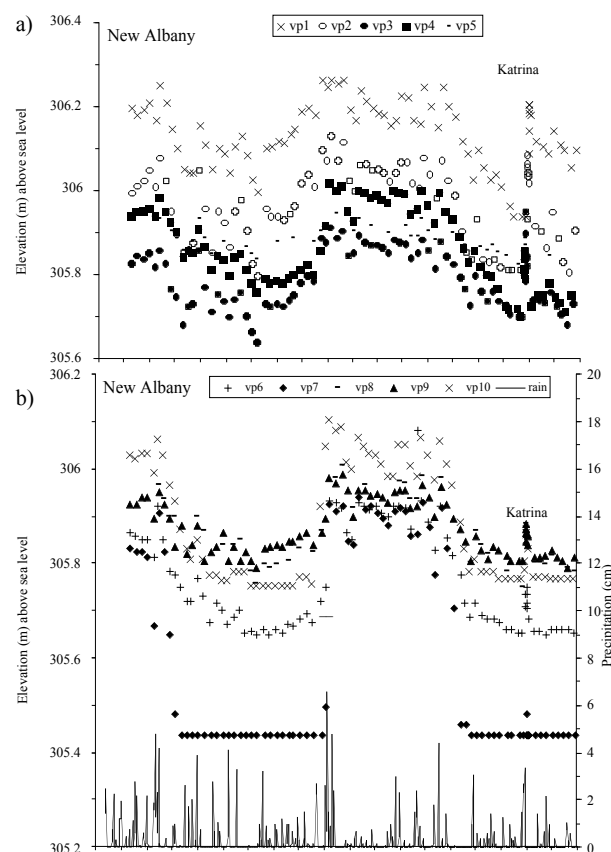 a)
New Albany
vp1 vp2 vp3 vp4 vp5
Katrina
Elevation (m) above sea level
306.4
306.2
306
305.8
305.6
b)
New Albany
vp6 vp7 vp8 vp9 vp10 rain
Katrina
Elevation (m) above sea level
306.2
306
305.8
305.6
305.4
305.2
20
18
16
14
12
10
8
6
4
2
0
Precipitation (cm)